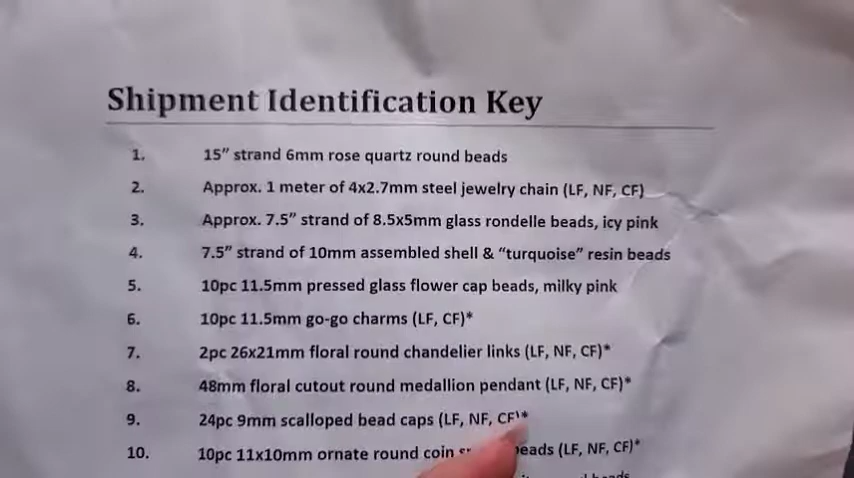 Shipment Identification Key
1. 15" strand 6mm rose quartz round beads
2. Approx. 1 meter of 4x2.7mm steel jewelry chain (LF, NF, CF)
3. Approx. 7.5" strand of 8.5x5mm glass rondelle beads, icy pink
4. 7.5" strand of 10mm assembled shell & "turquoise" resin beads
5. 10pc 11.5mm pressed glass flower cap beads, milky pink
6. 10pc 11.5mm go-go charms (LF, CF)*
7. 2pc 26x21mm floral round chandelier links (LF, NF, CF)*
8. 48mm floral cutout round medallion pendant (LF, NF, CF)*
9. 24pc 9mm scalloped bead caps (LF, NF, CF)*
10. 10pc 11x10mm ornate round coin beads (LF, NF, CF)*